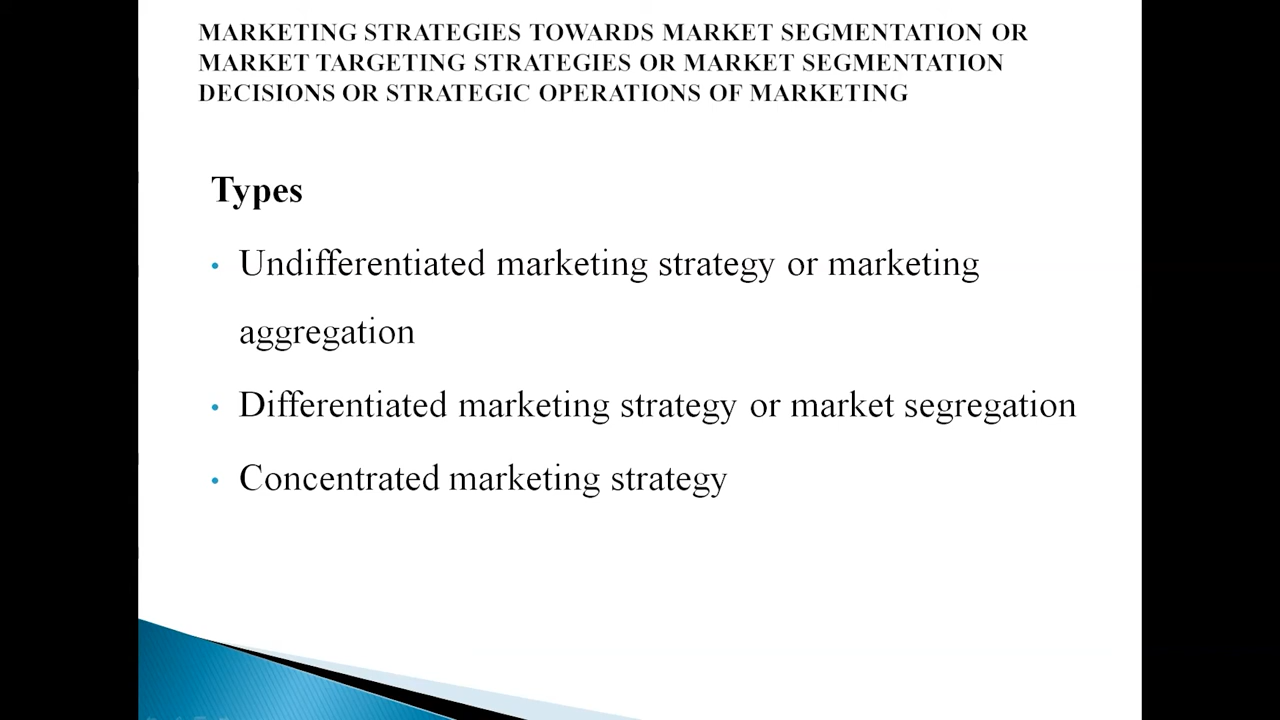 MARKETING STRATEGIES TOWARDS MARKET SEGMENTATION OR
MARKET TARGETING STRATEGIES OR MARKET SEGMENTATION
DECISIONS OR STRATEGIC OPERATIONS OF MARKETING
Types
• Undifferentiated marketing strategy or marketing
aggregation
• Differentiated marketing strategy or market segregation
• Concentrated marketing strategy